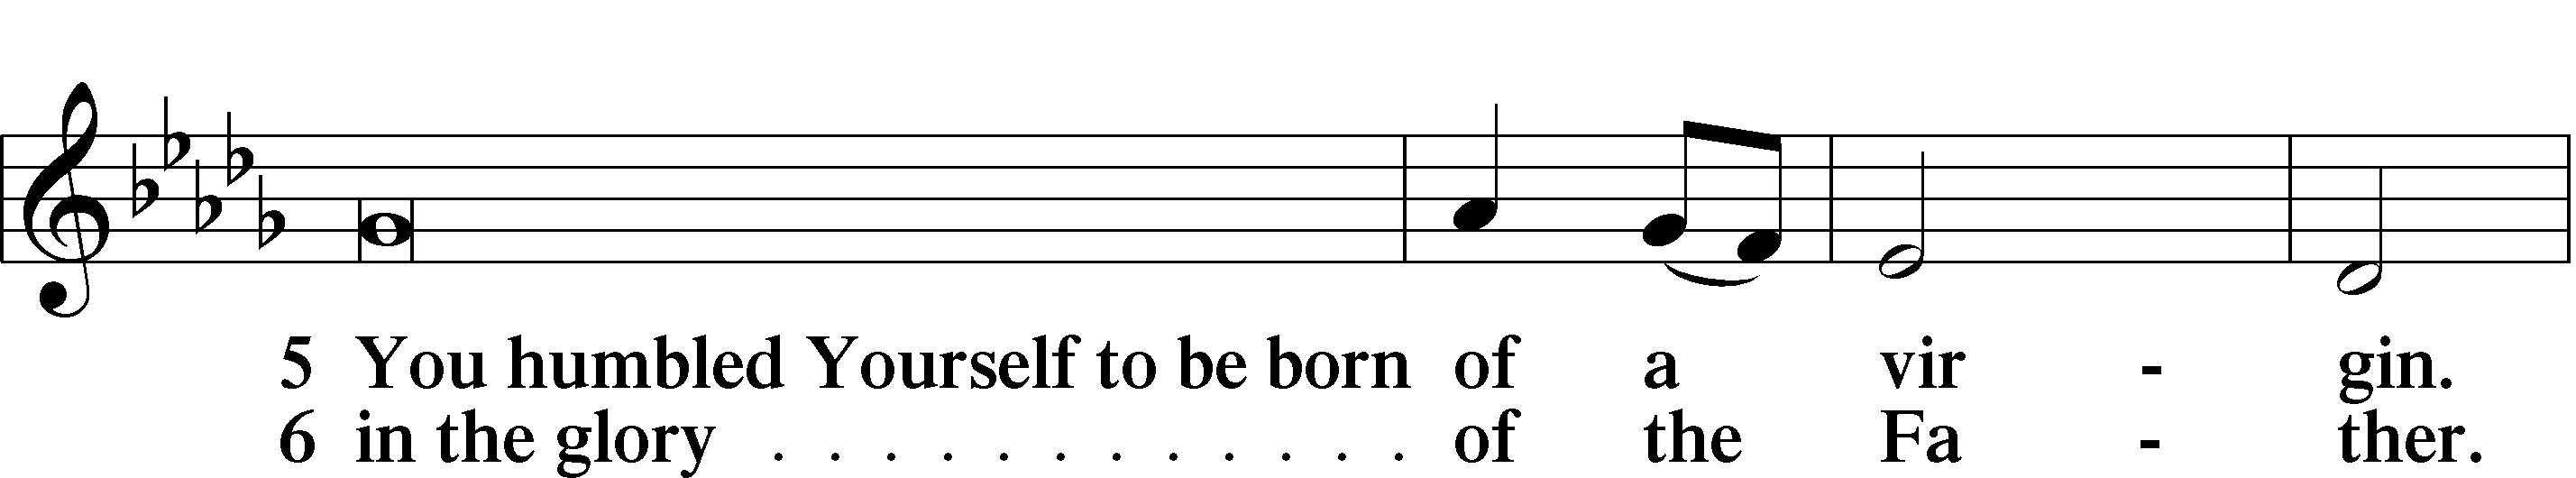 5 You humbled Yourself to be born of a vir - gin.
6 in the glory . . . . . . . . . . . . of the Fa - ther.